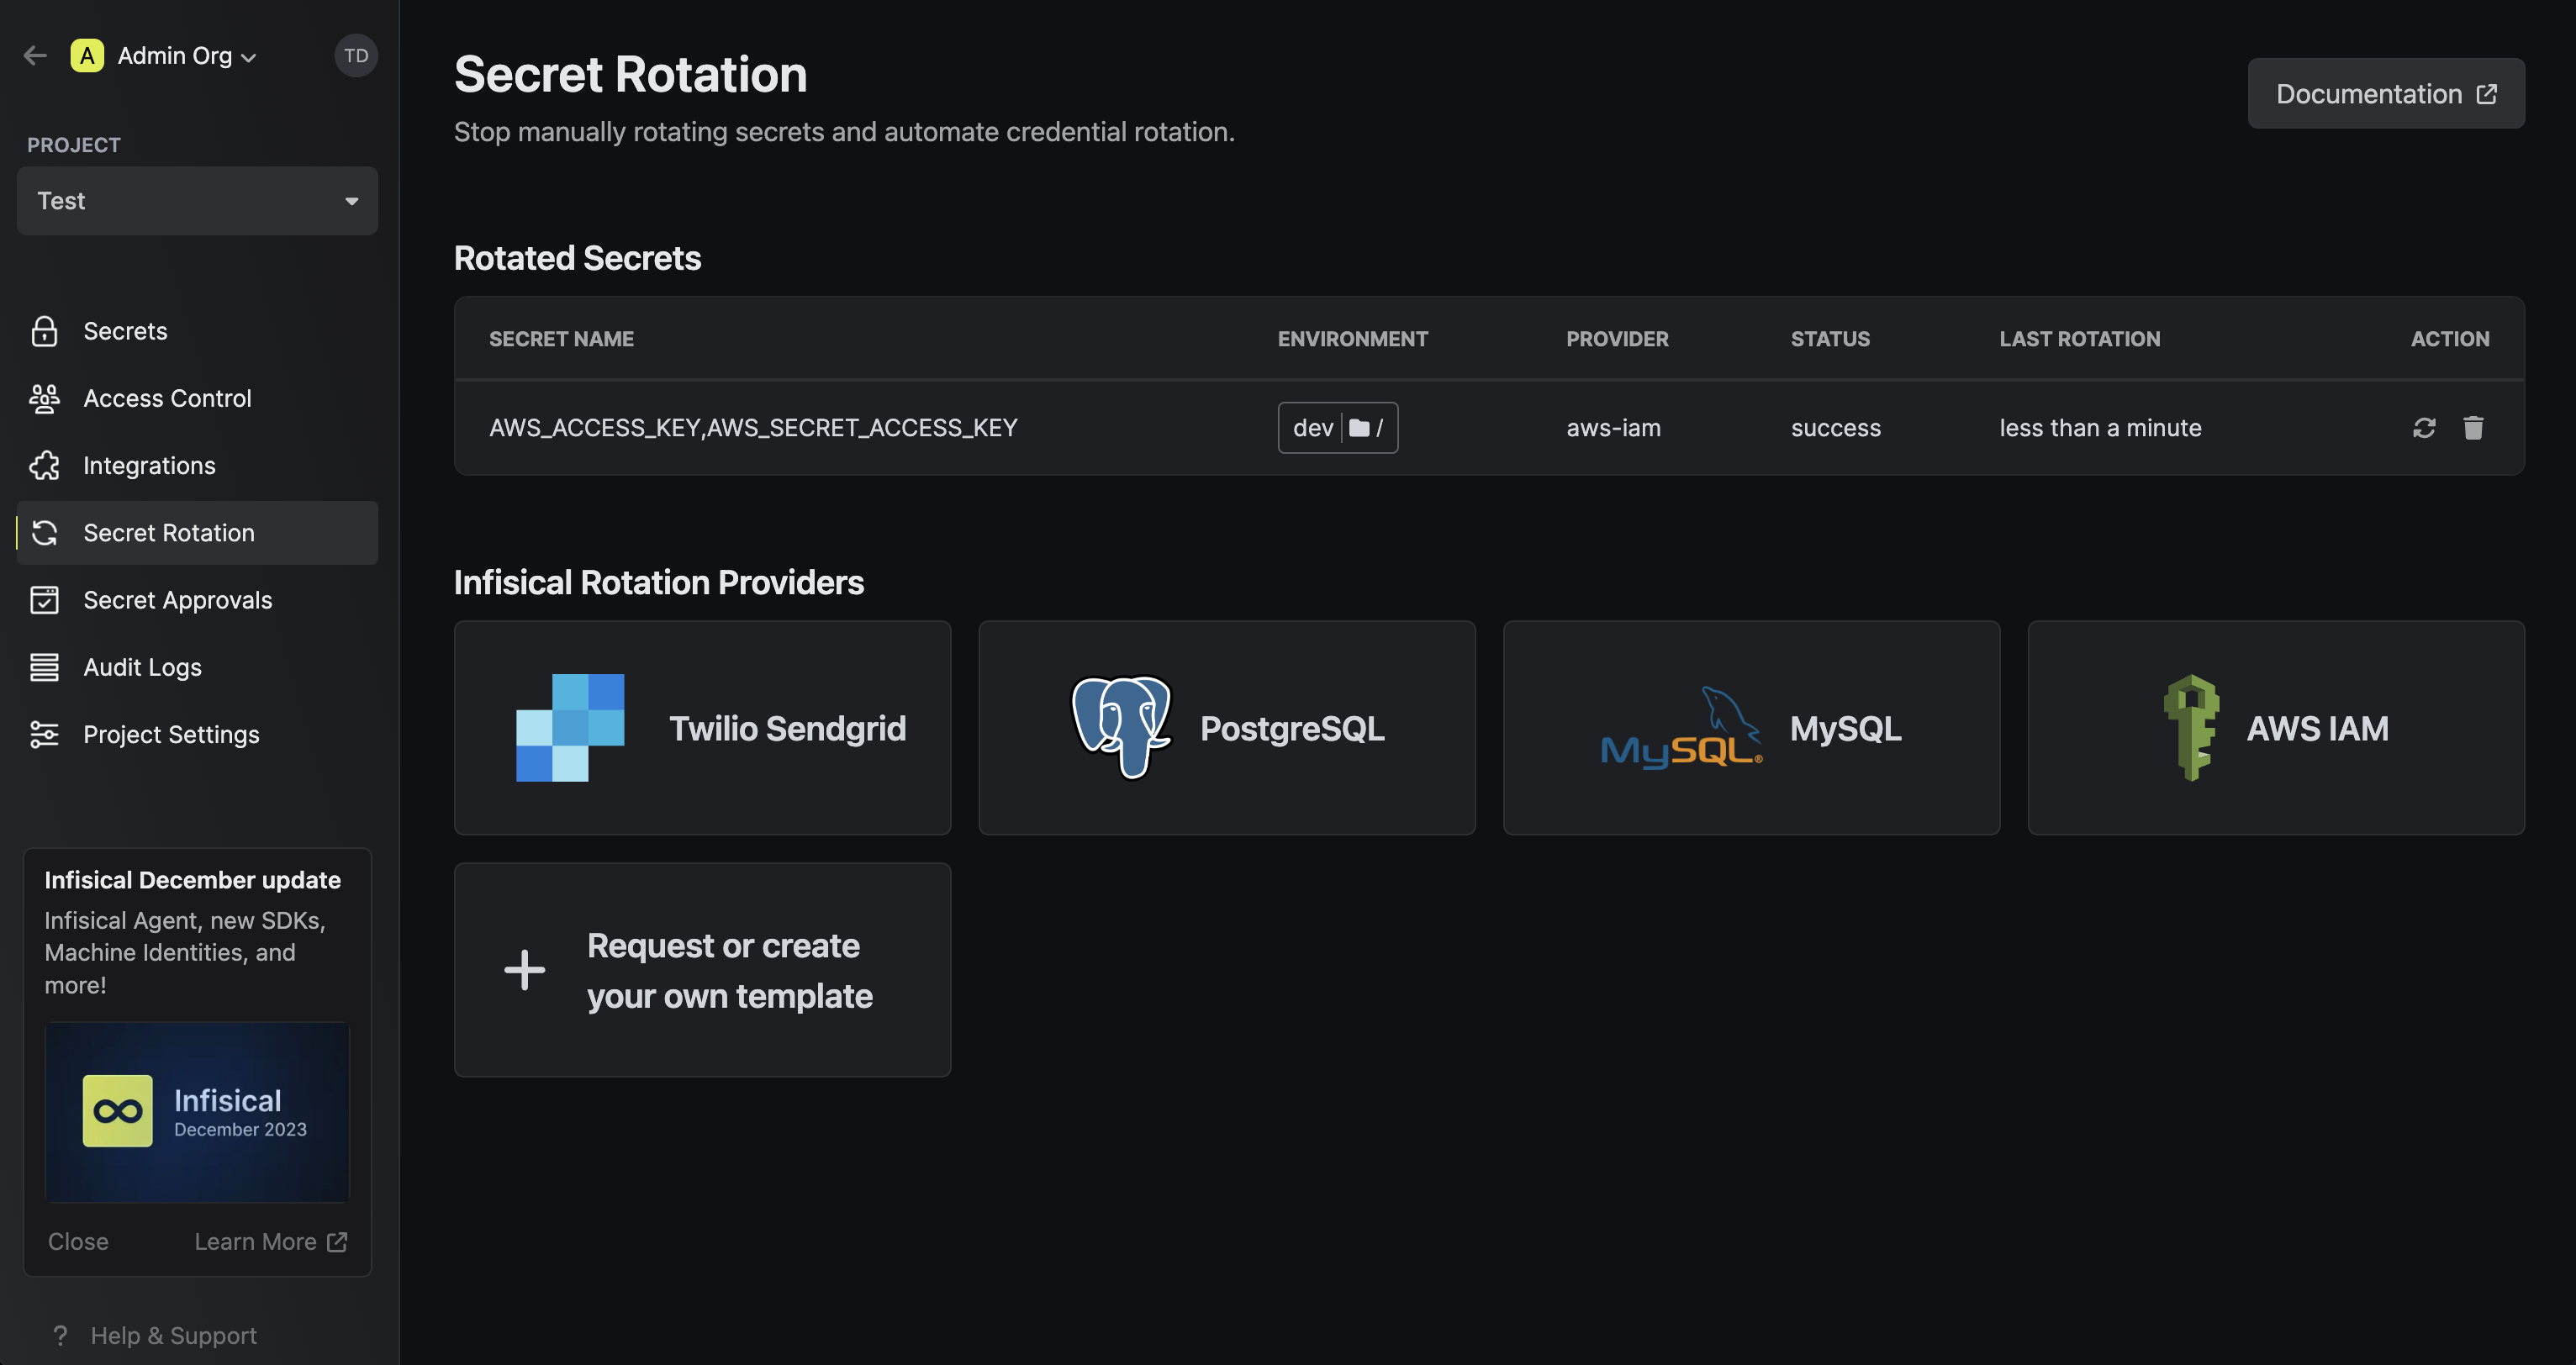 A Admin Org
TD
PROJECT
Test
Secrets
Access Control
Integrations
Secret Rotation
Secret Approvals
Audit Logs
Project Settings
Infisical December update
Infisical Agent, new SDKs,
Machine Identities, and
more!
Infisical
December 2023
Close Learn More
? Help & Support
Secret Rotation
Stop manually rotating secrets and automate credential rotation.
Documentation
Rotated Secrets
SECRET NAME ENVIRONMENT PROVIDER STATUS LAST ROTATION ACTION
AWS_ACCESS_KEY,AWS_SECRET_ACCESS_KEY dev / aws-iam success less than a minute
Infisical Rotation Providers
Twilio Sendgrid
PostgreSQL
MySQL® MySQL
AWS IAM
Request or create
your own template